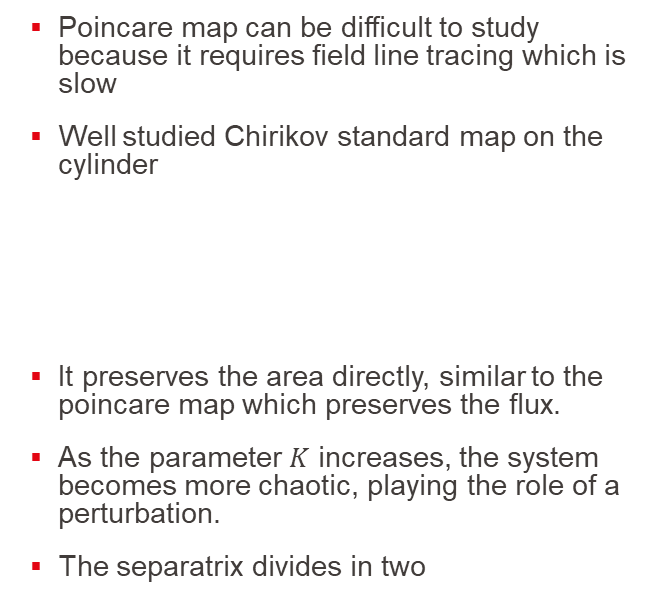 ▪ Poincare map can be difficult to study
because it requires field line tracing which is
slow
▪ Well studied Chirikov standard map on the
cylinder
▪ It preserves the area directly, similar to the
poincare map which preserves the flux.
▪ As the parameter K increases, the system
becomes more chaotic, playing the role of a
perturbation.
▪ The separatrix divides in two